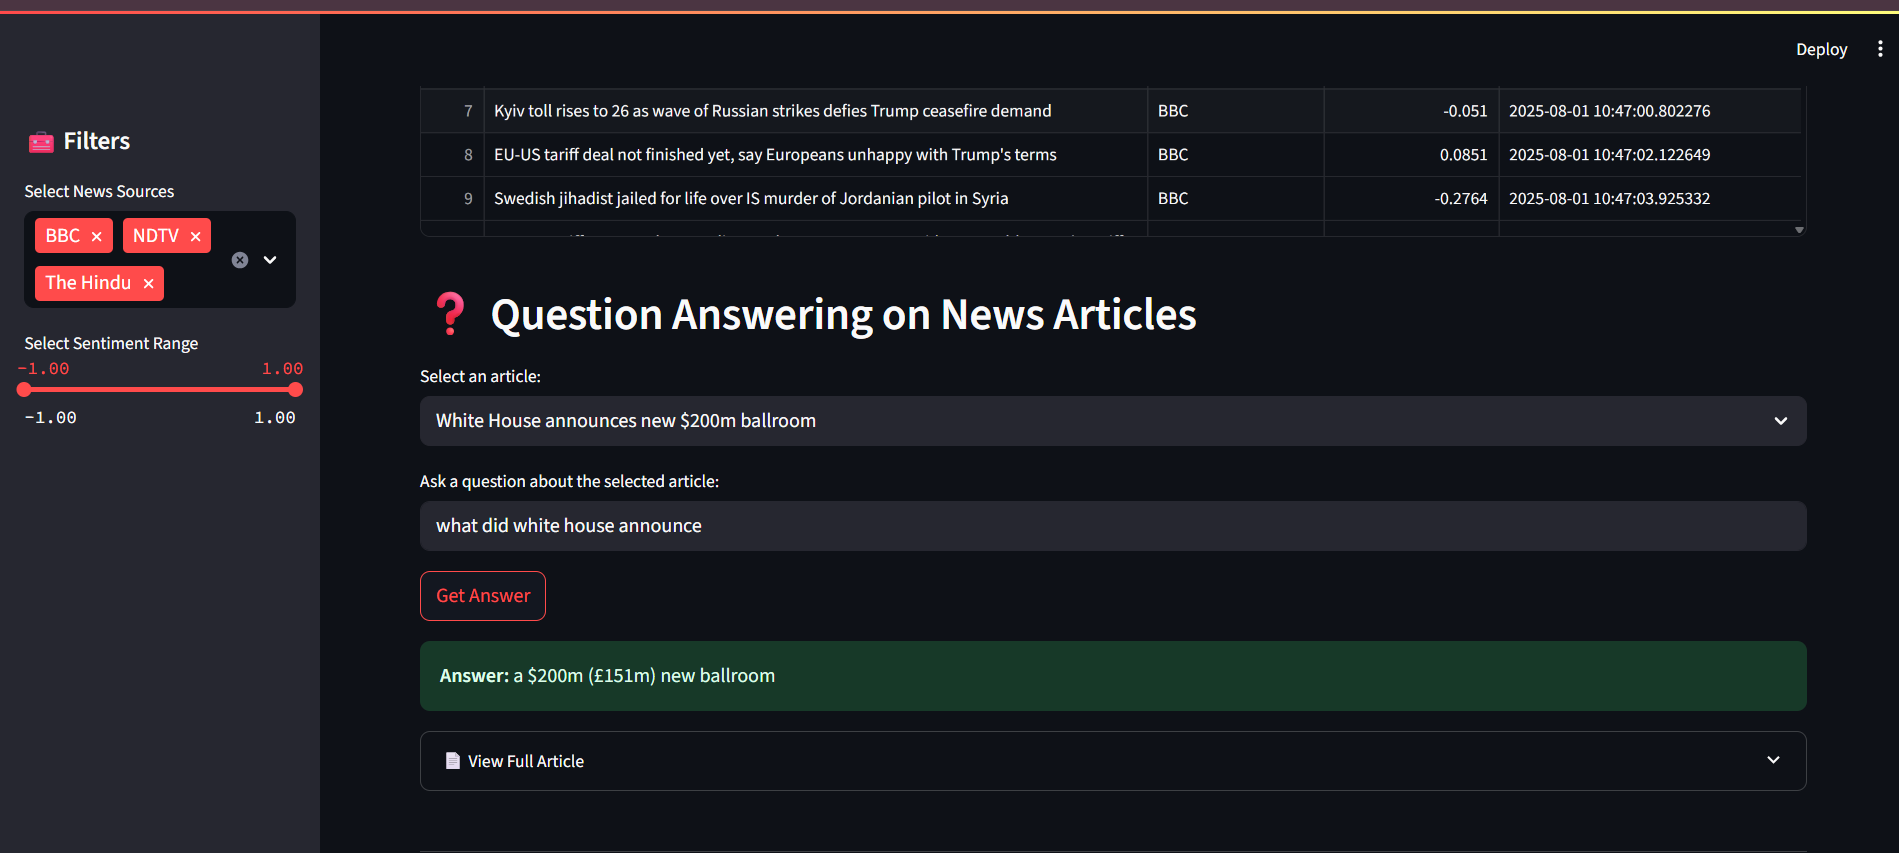 Deploy
7 Kyiv toll rises to 26 as wave of Russian strikes defies Trump ceasefire demand BBC -0.051 2025-08-01 10:47:00.802276
8 EU-US tariff deal not finished yet, say Europeans unhappy with Trump's terms BBC 0.0851 2025-08-01 10:47:02.122649
9 Swedish jihadist jailed for life over IS murder of Jordanian pilot in Syria BBC -0.2764 2025-08-01 10:47:03.925332
Filters
Select News Sources
BBC × NDTV ×
The Hindu ×
Select Sentiment Range
-1.00 1.00
-1.00 1.00
❓ Question Answering on News Articles
Select an article:
White House announces new $200m ballroom
Ask a question about the selected article:
what did white house announce
Get Answer
Answer: a $200m (£151m) new ballroom
View Full Article